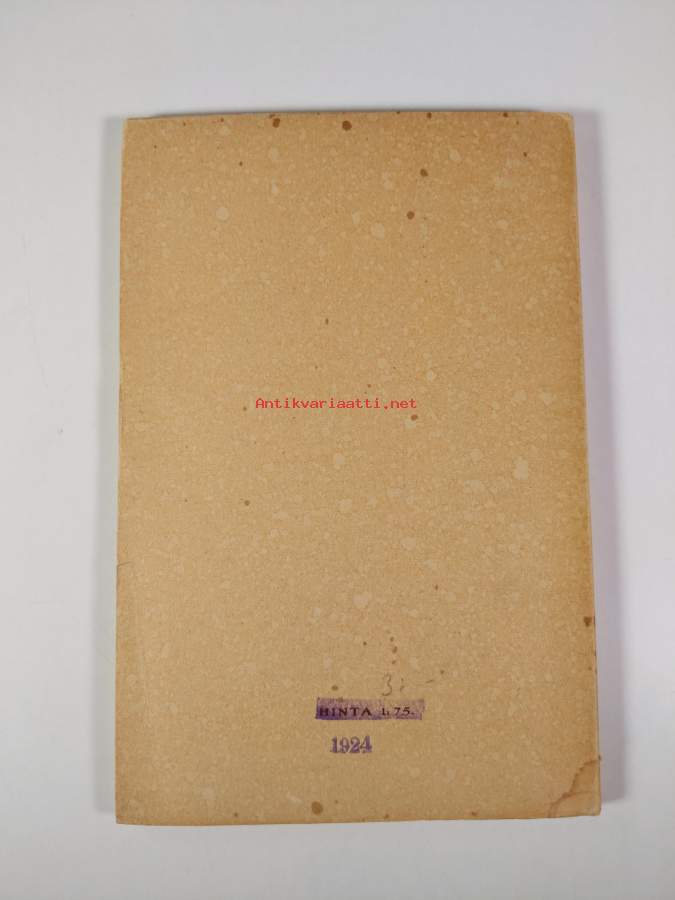 Antikvariaatti.net
3: -
HINTA 1:75.
1924